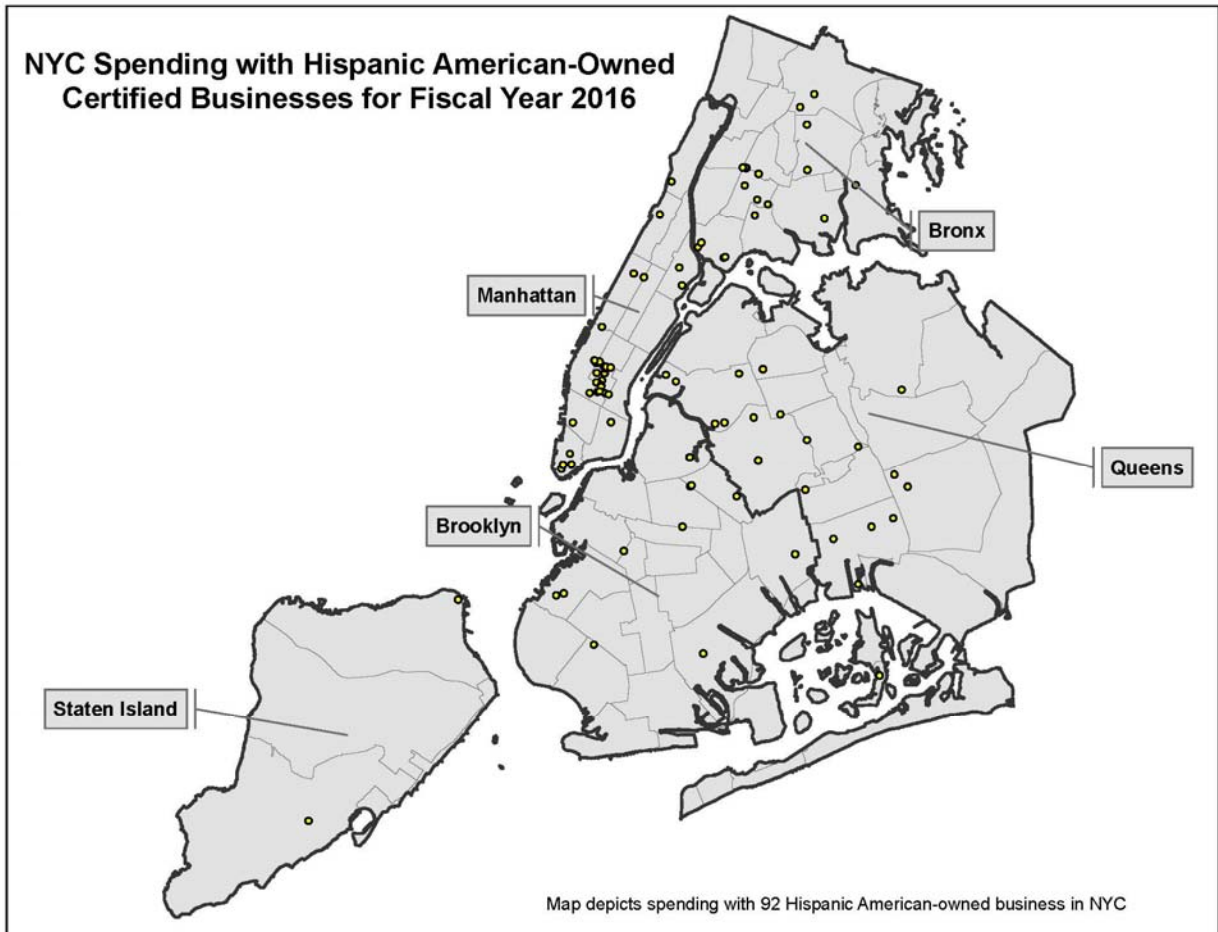 NYC Spending with Hispanic American-Owned
Certified Businesses for Fiscal Year 2016
Bronx
Manhattan
Queens
Brooklyn
Staten Island
Map depicts spending with 92 Hispanic American-owned business in NYC